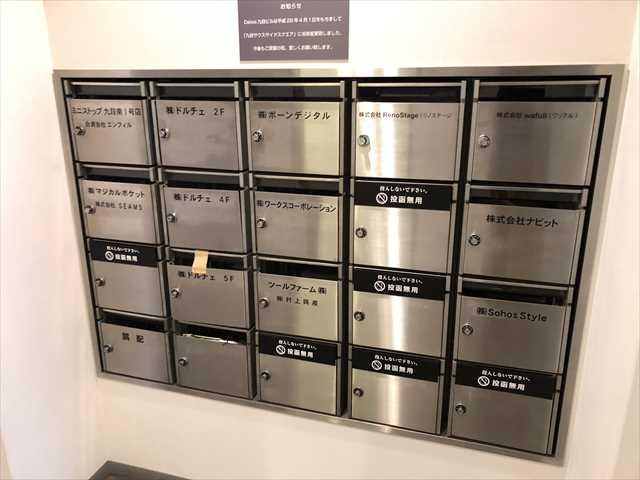 お知らせ
Daiwa九段ビルは平成28年4月1日をもちまして
「九段サウスサイドスクエア」に名称変更致しました。
今後もご愛顧の程、宜しくお願い致します。
ミニストップ 九段南1号店
合資会社エンフィル
㈱ドルチェ 2F
㈱ボーンデジタル
株式会社 RenoStage（リノステージ）
株式会社 wafull（ワッフル）
㈱マジカルポケット
株式会社 SEAMS
㈱ドルチェ 4F
㈱ワークスコーポレーション
投函しないで下さい。
投函無用
株式会社ナビット
投函しないで下さい。
投函無用
㈱ドルチェ 5F
ツールファーム㈱
㈱村上興産
投函しないで下さい。
投函無用
㈱Sohos Style
誤配
投函しないで下さい。
投函無用
投函しないで下さい。
投函無用
投函しないで下さい。
投函無用